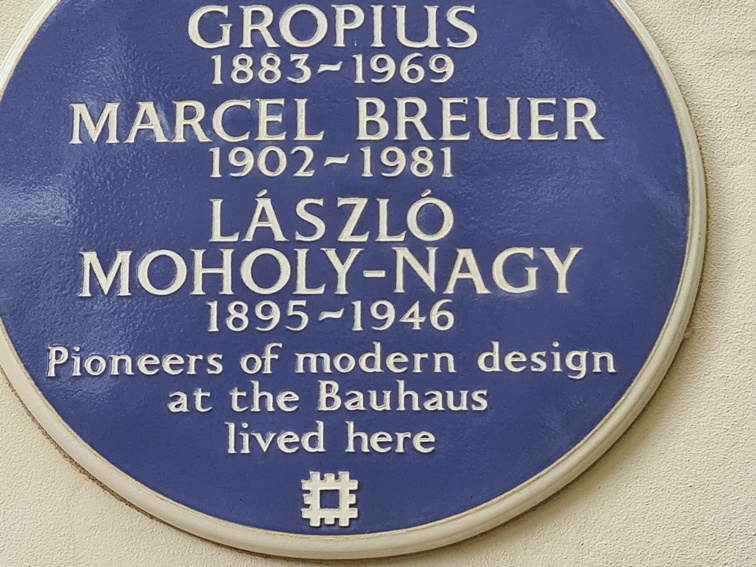 GROPIUS
1883~1969
MARCEL BREUER
1902~1981
LÁSZLÓ
MOHOLY-NAGY
1895~1946
Pioneers of modern design
at the Bauhaus
lived here